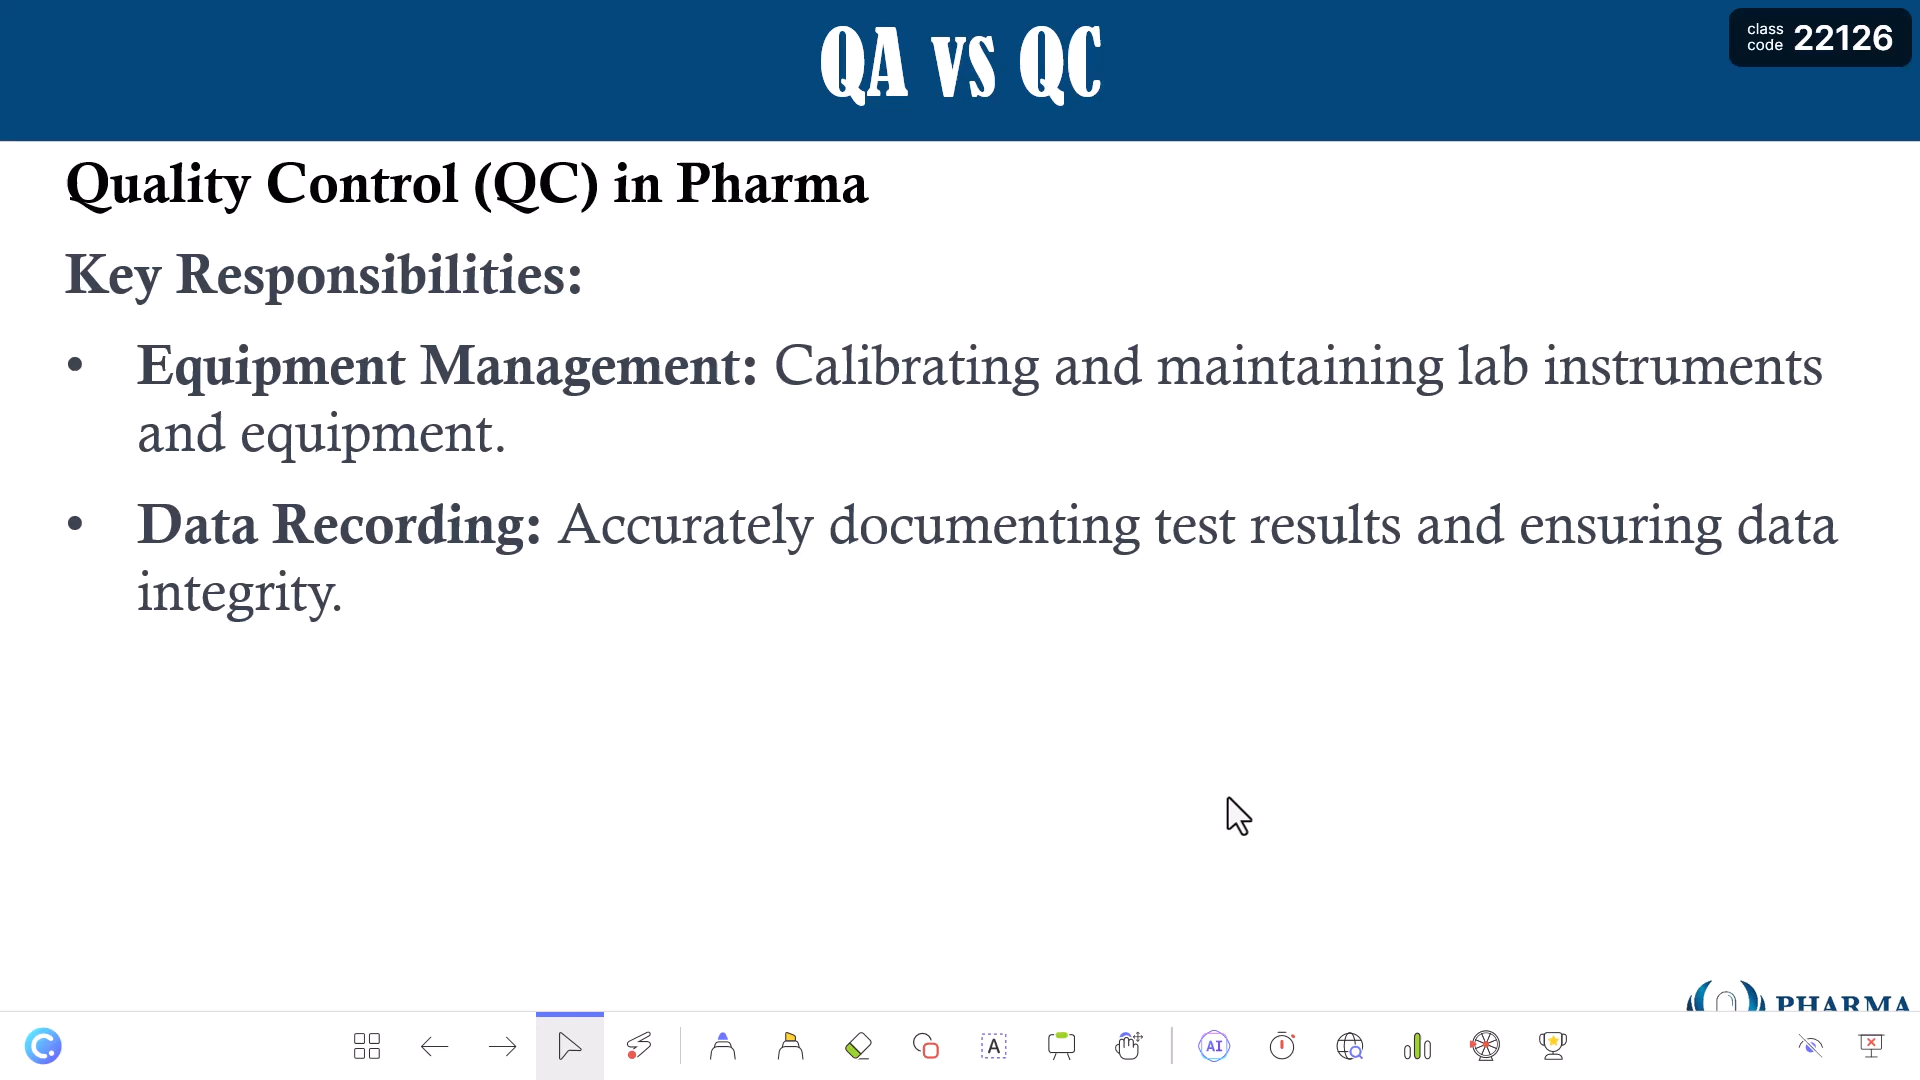 QA VS QC
class code 22126
Quality Control (QC) in Pharma
Key Responsibilities:
• Equipment Management: Calibrating and maintaining lab instruments
and equipment.
• Data Recording: Accurately documenting test results and ensuring data
integrity.
PHARMA
A
AI